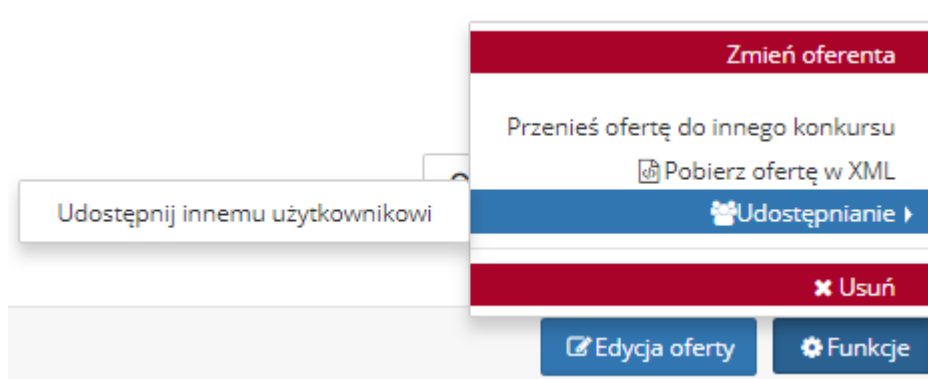 Zmień oferenta
Przenieś ofertę do innego konkursu
Pobierz ofertę w XML
Udostępnij innemu użytkownikowi
Udostępnianie
Usuń
Edycja oferty
Funkcje